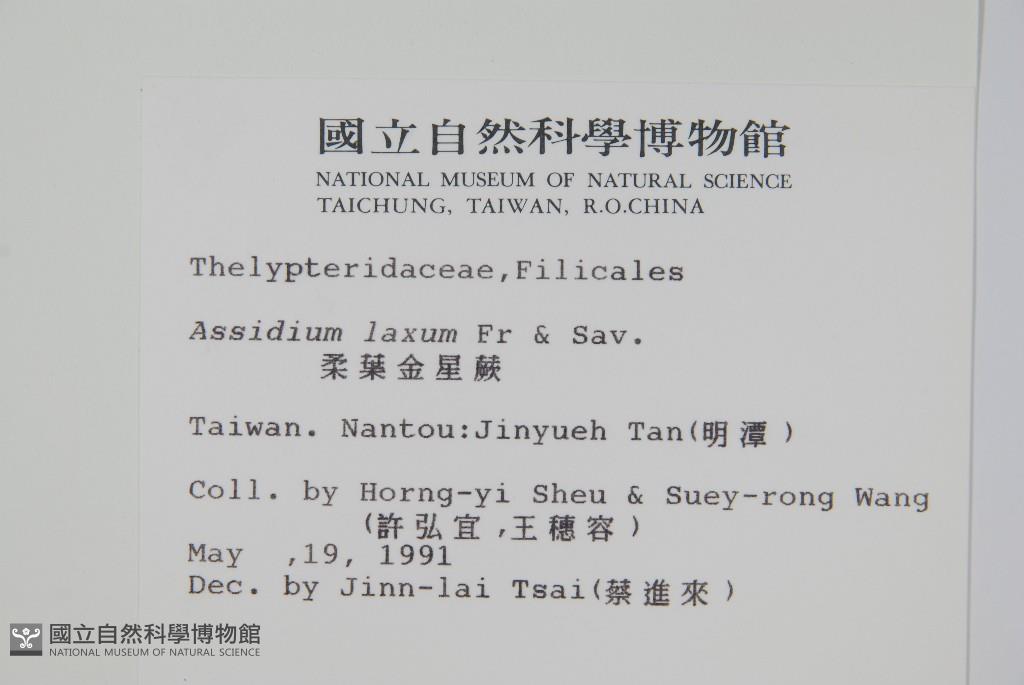 國立自然科學博物館
NATIONAL MUSEUM OF NATURAL SCIENCE
TAICHUNG, TAIWAN, R.O.CHINA
Thelypteridaceae,Filicales
Assidium laxum Fr & Sav.
柔葉金星蕨
Taiwan. Nantou:Jinyueh Tan(明潭)
Coll. by Horng-yi Sheu & Suey-rong Wang
(許弘宜,王穗容)
May ,19, 1991
Dec. by Jinn-lai Tsai(蔡進來)
國立自然科學博物館
NATIONAL MUSEUM OF NATURAL SCIENCE